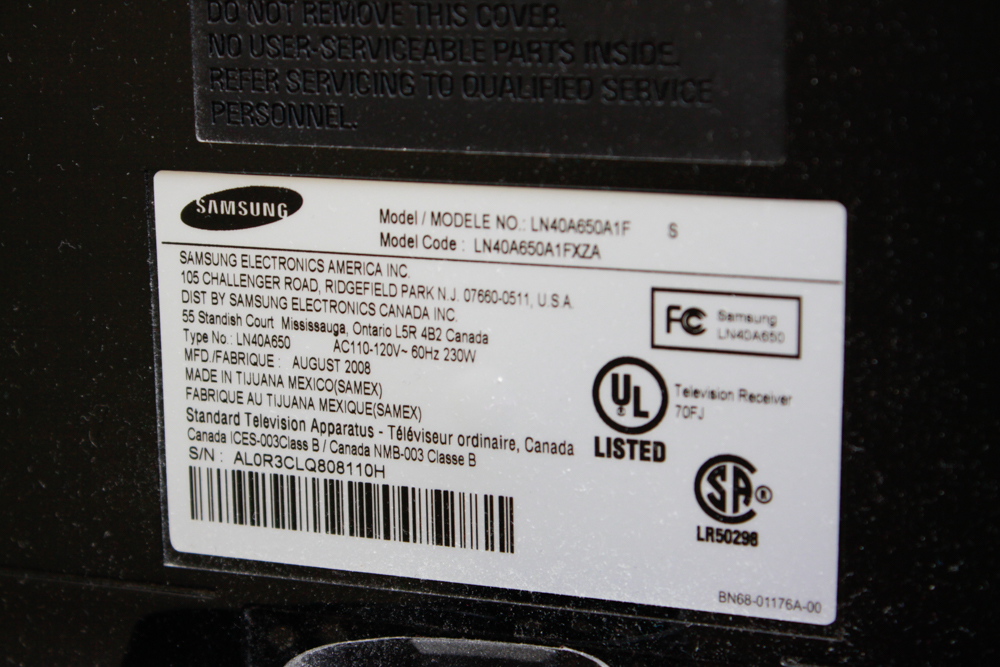 DO NOT REMOVE THIS COVER.
NO USER-SERVICEABLE PARTS INSIDE.
REFER SERVICING TO QUALIFIED SERVICE
PERSONNEL.
SAMSUNG
Model / MODELE NO.: LN40A650A1F S
Model Code : LN40A650A1FXZA
SAMSUNG ELECTRONICS AMERICA INC.
105 CHALLENGER ROAD, RIDGEFIELD PARK N.J. 07660-0511, U.S.A.
DIST BY SAMSUNG ELECTRONICS CANADA INC.
55 Standish Court Mississauga, Ontario L5R 4B2 Canada
Type No.: LN40A650 AC110-120V~ 60Hz 230W
MFD./FABRIQUE : AUGUST 2008
MADE IN TIJUANA MEXICO(SAMEX)
FABRIQUE AU TIJUANA MEXIQUE(SAMEX)
Standard Television Apparatus - Téléviseur ordinaire, Canada
Canada ICES-003Class B / Canada NMB-003 Classe B
S/N : AL0R3CLQ808110H
FC Samsung
LN40A650
UL
LISTED
Television Receiver
70FJ
SA ®
LR50298
BN68-01176A-00